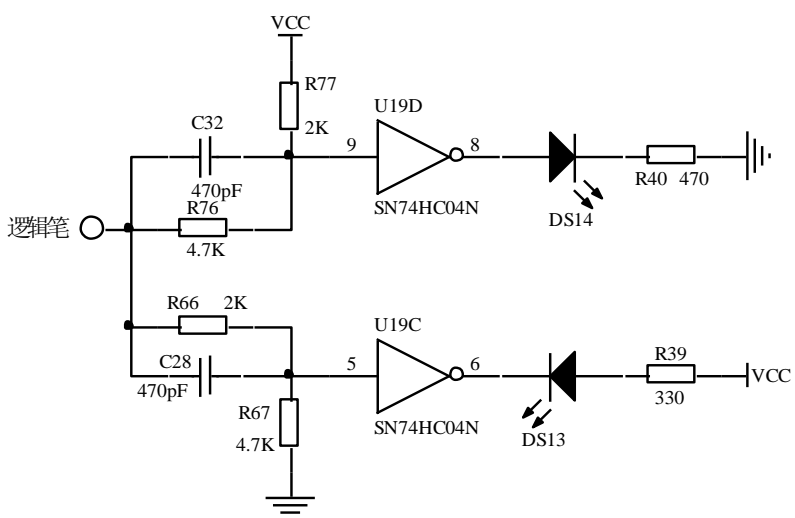 VCC
R77
2K
U19D
C32
9
8
470pF
R40 470
R76
SN74HC04N
DS14
逻辑笔
4.7K
R66 2K
U19C
C28
5
6
R39
VCC
470pF
330
R67
SN74HC04N
DS13
4.7K